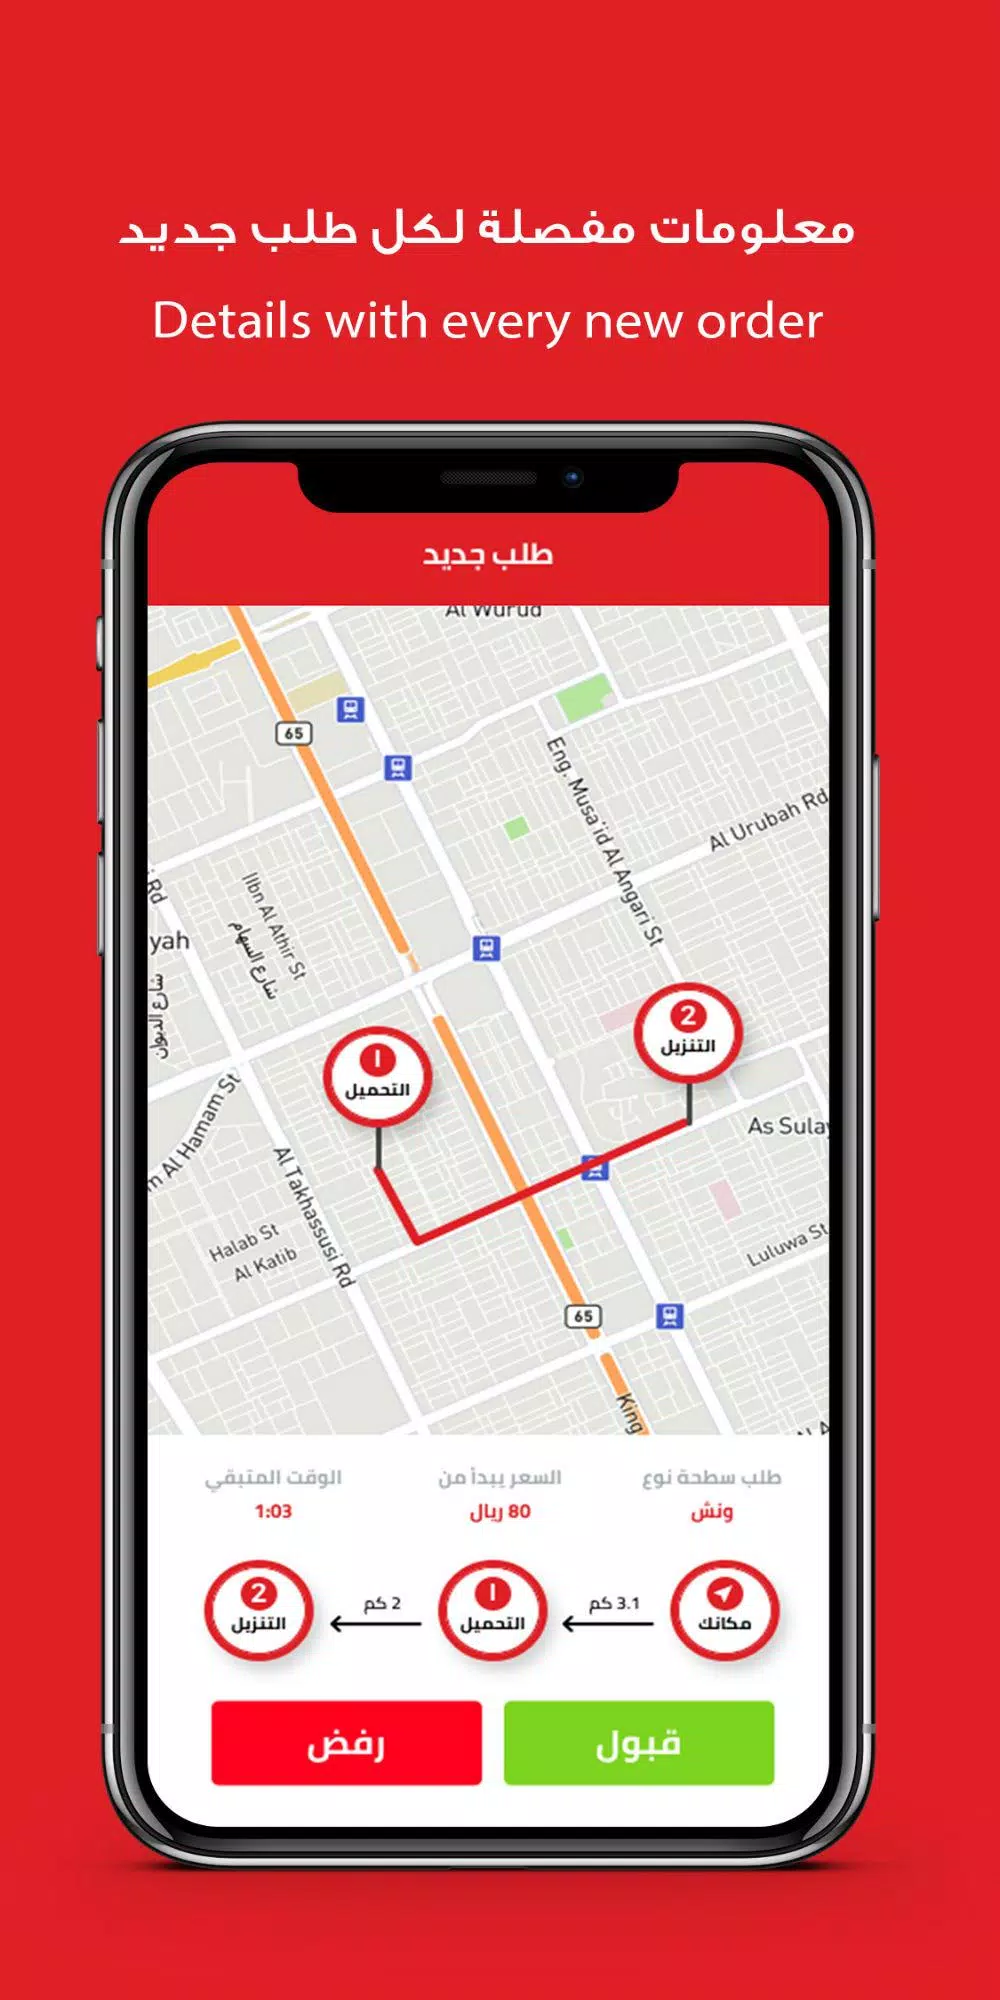 معلومات مفصلة لكل طلب جديد
Details with every new order
طلب جديد
Al Wurud
65
Eng. Musa'id Al Angari St
Al Urubah Rd
Rd
yah
Ibn Al Athir St
شارع السهام
شارع الديوان
2
التنزيل
1
التحميل
As Sula
m Al Hamam St
Al Takhassusi Rd
Halab St
Al Katib
Luluwa St
65
King
طلب سطحة نوع
السعر يبدأ من
الوقت المتبقي
ونش
80 ريال
1:03
مكانك
3.1 كم
1
التحميل
2 كم
2
التنزيل
قبول
رفض